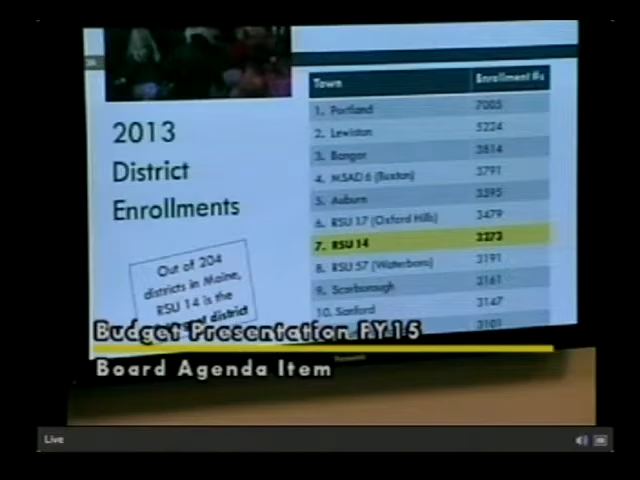 2013
District
Enrollments
Out of 204
districts in Maine,
RSU 14 is the
district
Town Enrollment #s
1. Portland 7005
2. Lewiston 5224
3. Bangor 3814
4. MSAD 6 (Buxton) 3791
5. Auburn 3595
6. RSU 17 (Oxford Hills) 3479
7. RSU 14 3273
8. RSU 57 (Waterboro) 3191
9. Scarborough 3161
10. Sanford 3147
3101
Budget Presentation FY15
Board Agenda Item
Live